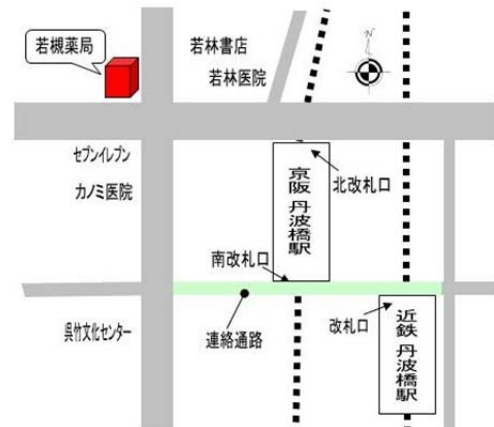 若槻薬局
若林書店
若林医院
N
セブンイレブン
カノミ医院
京阪 丹波橋駅
北改札口
南改札口
呉竹文化センター
連絡通路
改札口
近鉄 丹波橋駅